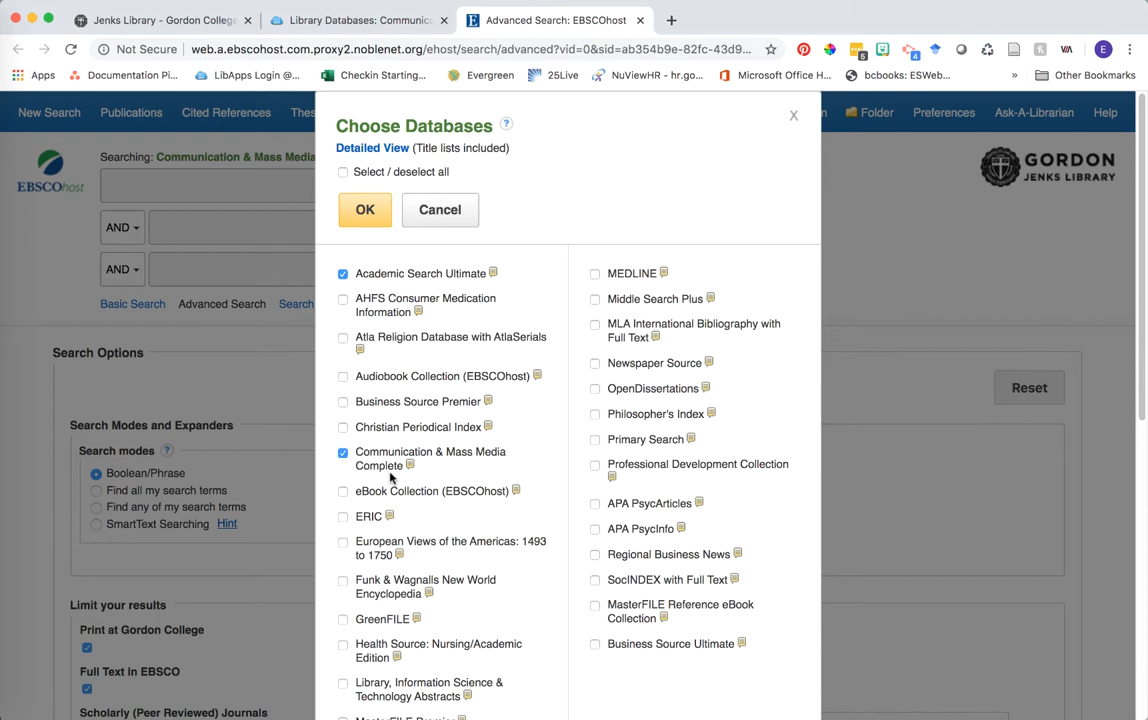 Jenks Library - Gordon College
Library Databases: Communica
Advanced Search: EBSCOhost
Not Secure
web.a.ebscohost.com.proxy2.noblenet.org/ehost/search/advanced?vid=0&sid=ab354b9e-82fc-43d9...
Apps
Documentation Pi...
LibApps Login @...
Checkin Starting...
Evergreen
25Live
NuViewHR - hr.go...
Microsoft Office H...
bcbooks: ESWeb...
»
Other Bookmarks
New Search
Publications
Cited References
Thes
Folder
Preferences
Ask-A-Librarian
Help
EBSCOhost
Searching: Communication & Mass Media
AND
AND
Basic Search
Advanced Search
Search
GORDON
JENKS LIBRARY
Search Options
Reset
Search Modes and Expanders
Search modes
Boolean/Phrase
Find all my search terms
Find any of my search terms
SmartText Searching Hint
Limit your results
Print at Gordon College
Full Text in EBSCO
Scholarly (Peer Reviewed) Journals
Choose Databases ?
X
Detailed View (Title lists included)
Select / deselect all
OK
Cancel
Academic Search Ultimate
AHFS Consumer Medication
Information
Atla Religion Database with AtlaSerials
Audiobook Collection (EBSCOhost)
Business Source Premier
Christian Periodical Index
Communication & Mass Media
Complete
eBook Collection (EBSCOhost)
ERIC
European Views of the Americas: 1493
to 1750
Funk & Wagnalls New World
Encyclopedia
GreenFILE
Health Source: Nursing/Academic
Edition
Library, Information Science &
Technology Abstracts
MasterFILE Premier
MEDLINE
Middle Search Plus
MLA International Bibliography with
Full Text
Newspaper Source
OpenDissertations
Philosopher's Index
Primary Search
Professional Development Collection
APA PsycArticles
APA PsycInfo
Regional Business News
SocINDEX with Full Text
MasterFILE Reference eBook
Collection
Business Source Ultimate